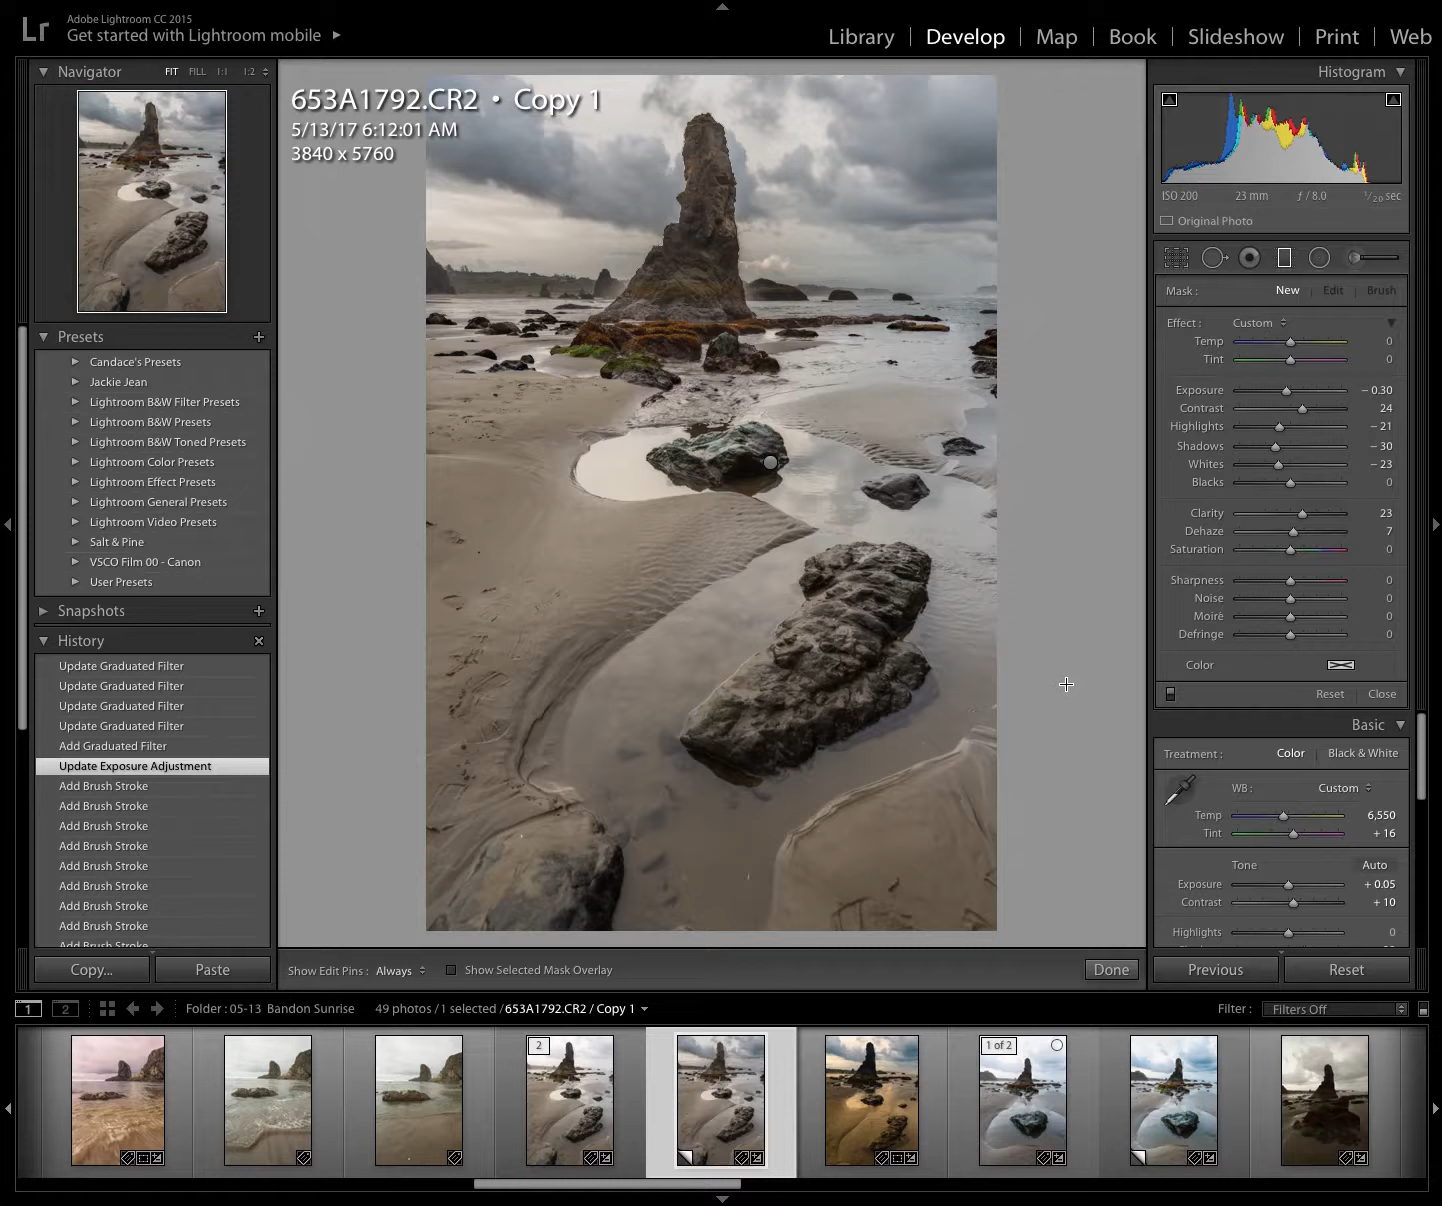 Lr
Adobe Lightroom CC 2015
Get started with Lightroom mobile
Library | Develop | Map | Book | Slideshow | Print | Web
Navigator FIT FILL 1:1 1:2
653A1792.CR2 • Copy 1
5/13/17 6:12:01 AM
3840 x 5760
Presets +
Candace's Presets
Jackie Jean
Lightroom B&W Filter Presets
Lightroom B&W Presets
Lightroom B&W Toned Presets
Lightroom Color Presets
Lightroom Effect Presets
Lightroom General Presets
Lightroom Video Presets
Salt & Pine
VSCO Film 00 - Canon
User Presets
Snapshots +
History ×
Update Graduated Filter
Update Graduated Filter
Update Graduated Filter
Update Graduated Filter
Add Graduated Filter
Update Exposure Adjustment
Add Brush Stroke
Add Brush Stroke
Add Brush Stroke
Add Brush Stroke
Add Brush Stroke
Add Brush Stroke
Add Brush Stroke
Add Brush Stroke
Add Brush Stroke
Copy... Paste
Histogram
ISO 200 23 mm ƒ / 8.0 1/20 sec
Original Photo
Mask : New | Edit | Brush
Effect : Custom
Temp 0
Tint 0
Exposure – 0.30
Contrast 24
Highlights – 21
Shadows – 30
Whites – 23
Blacks 0
Clarity 23
Dehaze 7
Saturation 0
Sharpness 0
Noise 0
Moiré 0
Defringe 0
Color
Reset | Close
Basic
Treatment : Color | Black & White
WB : Custom
Temp 6,550
Tint + 16
Tone Auto
Exposure + 0.05
Contrast + 10
Highlights 0
Previous Reset
Show Edit Pins : Always Show Selected Mask Overlay Done
1 2 Folder : 05-13 Bandon Sunrise 49 photos / 1 selected / 653A1792.CR2 / Copy 1 Filter : Filters Off
2
1 of 2